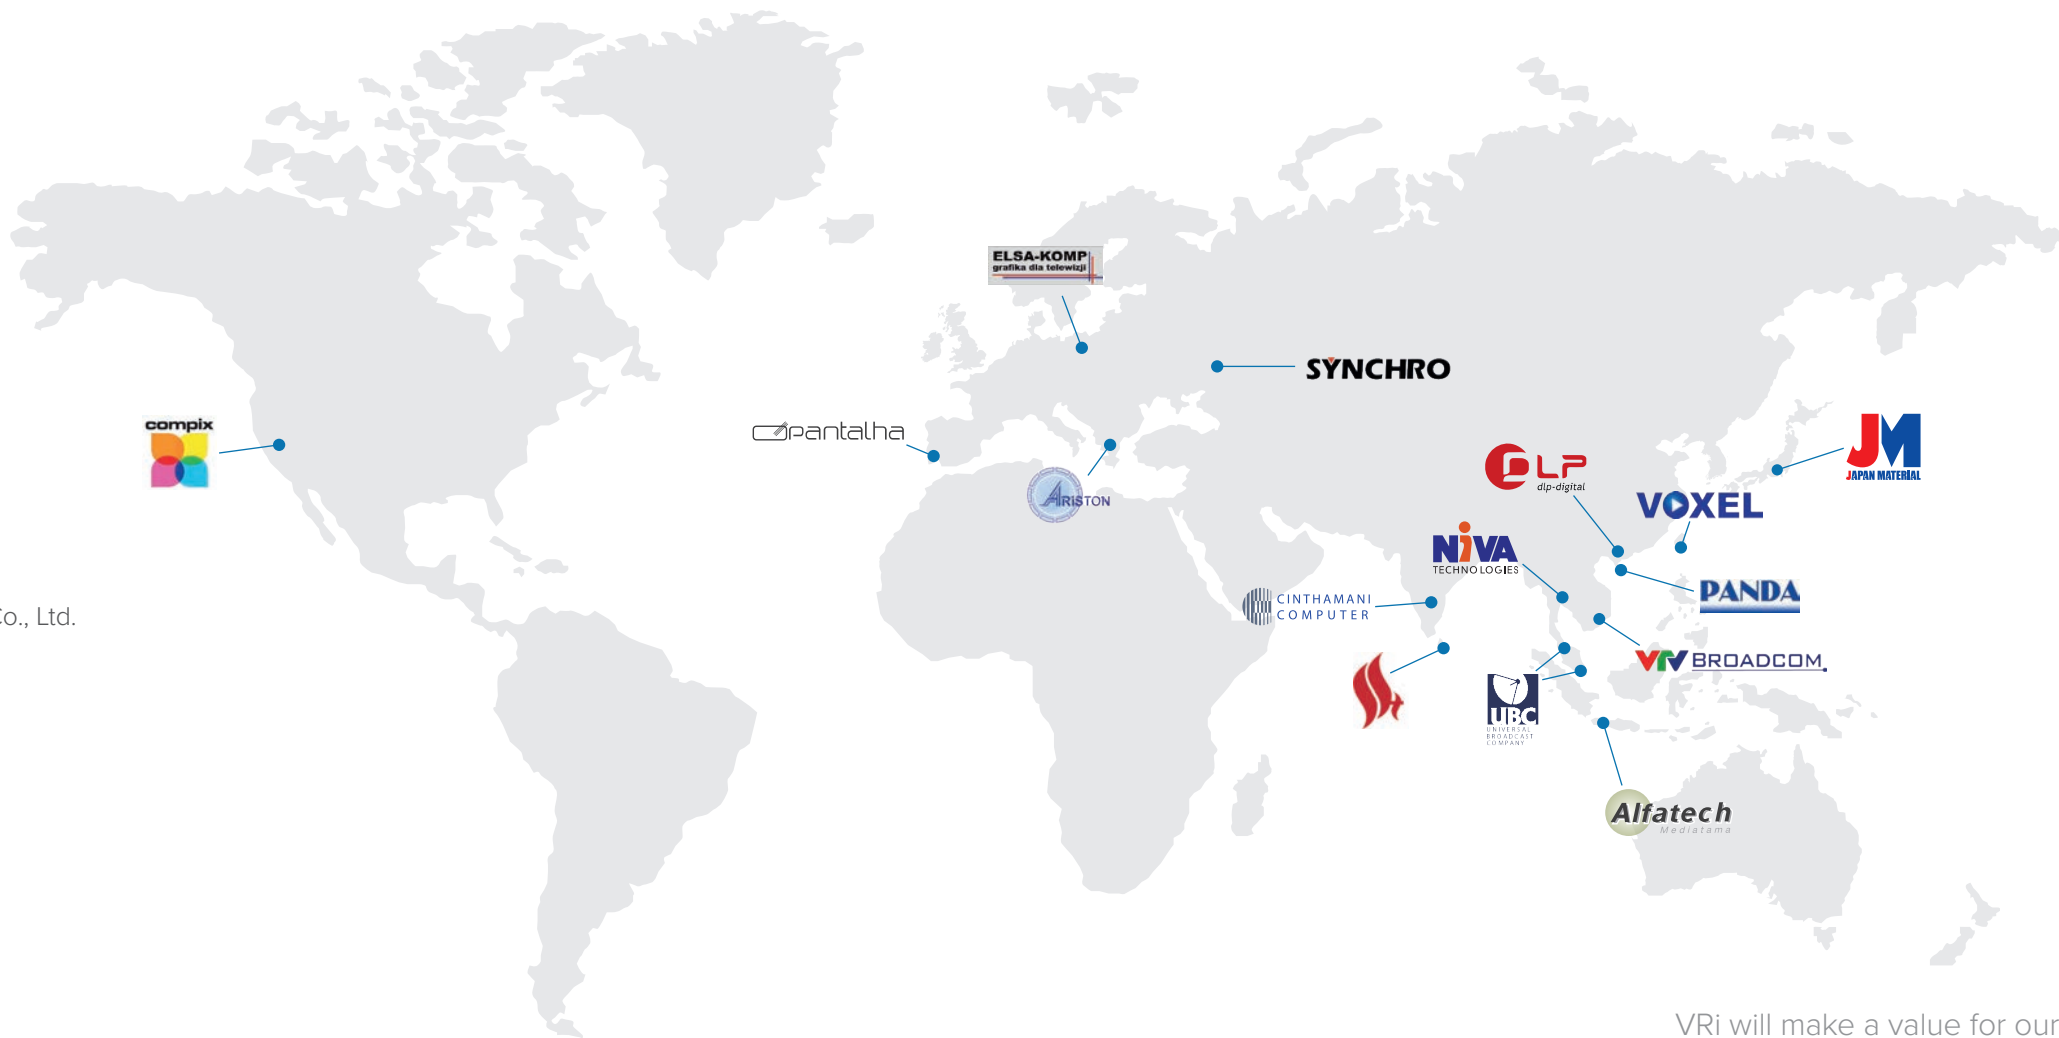 ELSA-KOMP
grafika dla telewizji
SYNCHRO
compix
pantalha
ARISTON
JM
JAPAN MATERIAL
DLP
dlp-digital
VOXEL
NiVA
TECHNOLOGIES
CINTHAMANI
COMPUTER
PANDA
Co., Ltd.
VTV BROADCOM
UBC
UNIVERSAL
BROADCAST
COMPANY
Alfatech
Mediatama
VRi will make a value for our